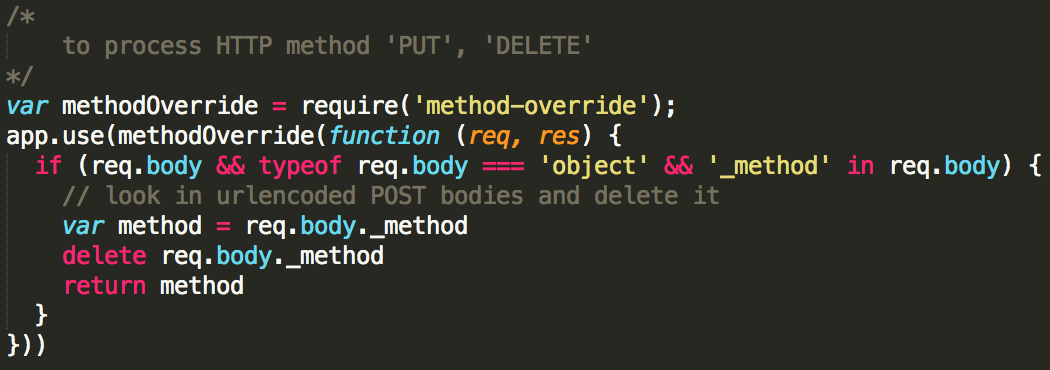 /*
    to process HTTP method 'PUT', 'DELETE'
*/
var methodOverride = require('method-override');
app.use(methodOverride(function (req, res) {
  if (req.body && typeof req.body === 'object' && '_method' in req.body) {
    // look in urlencoded POST bodies and delete it
    var method = req.body._method
    delete req.body._method
    return method
  }
}))